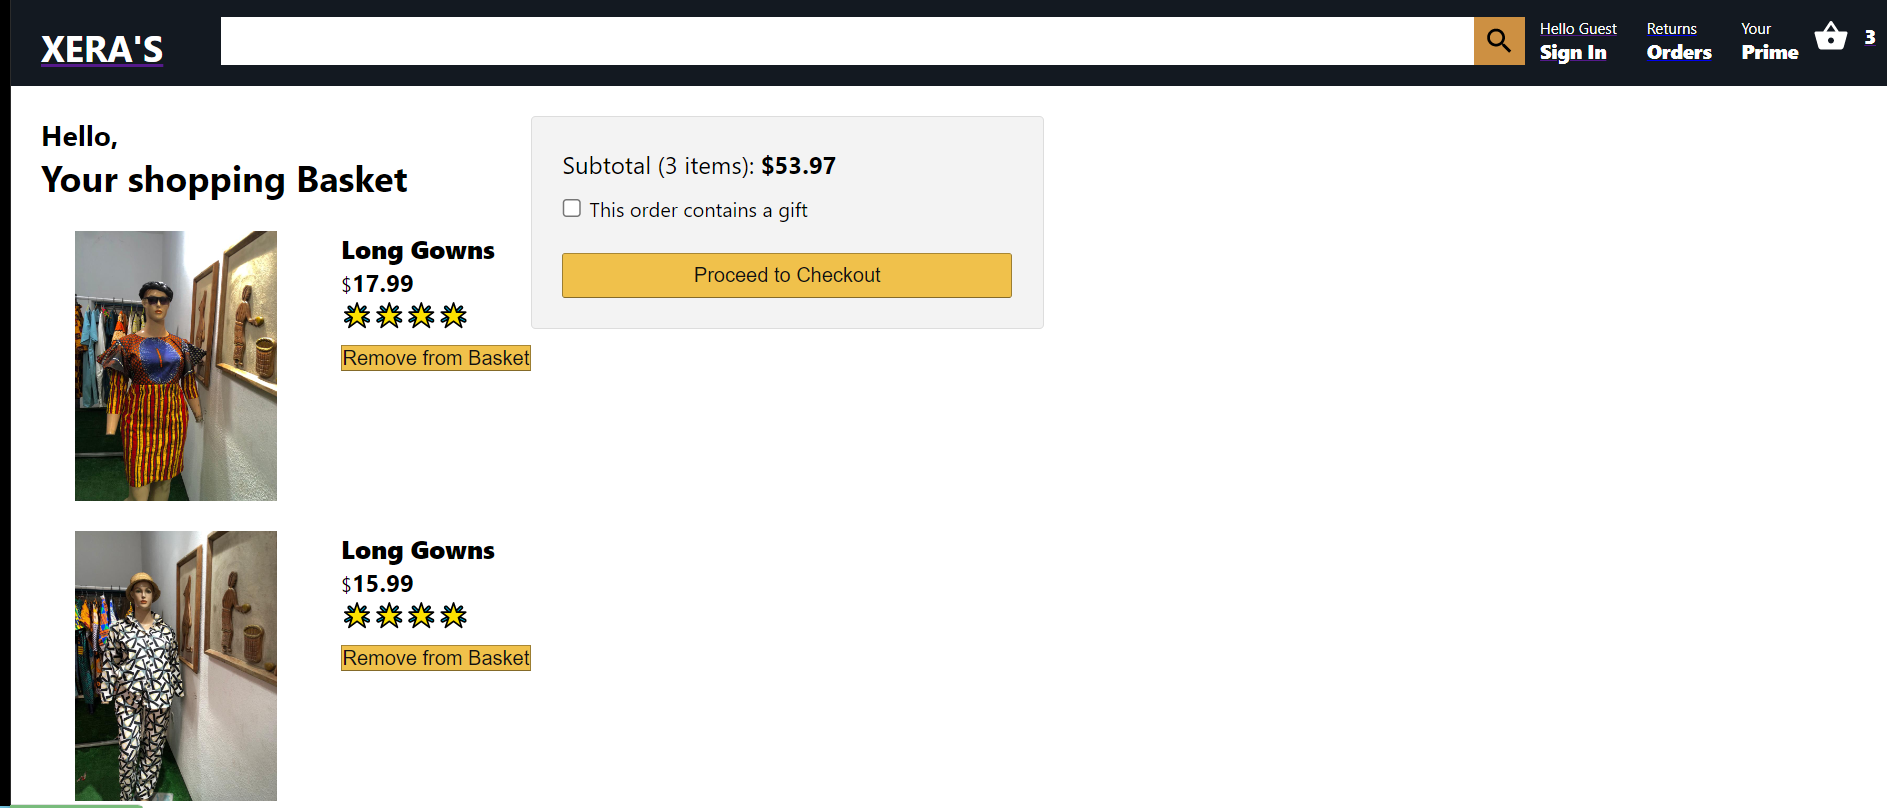 XERA'S
Hello Guest
Sign In
Returns
Orders
Your
Prime
3
Hello,
Your shopping Basket
Subtotal (3 items): $53.97
This order contains a gift
Proceed to Checkout
Long Gowns
$17.99
Remove from Basket
Long Gowns
$15.99
Remove from Basket